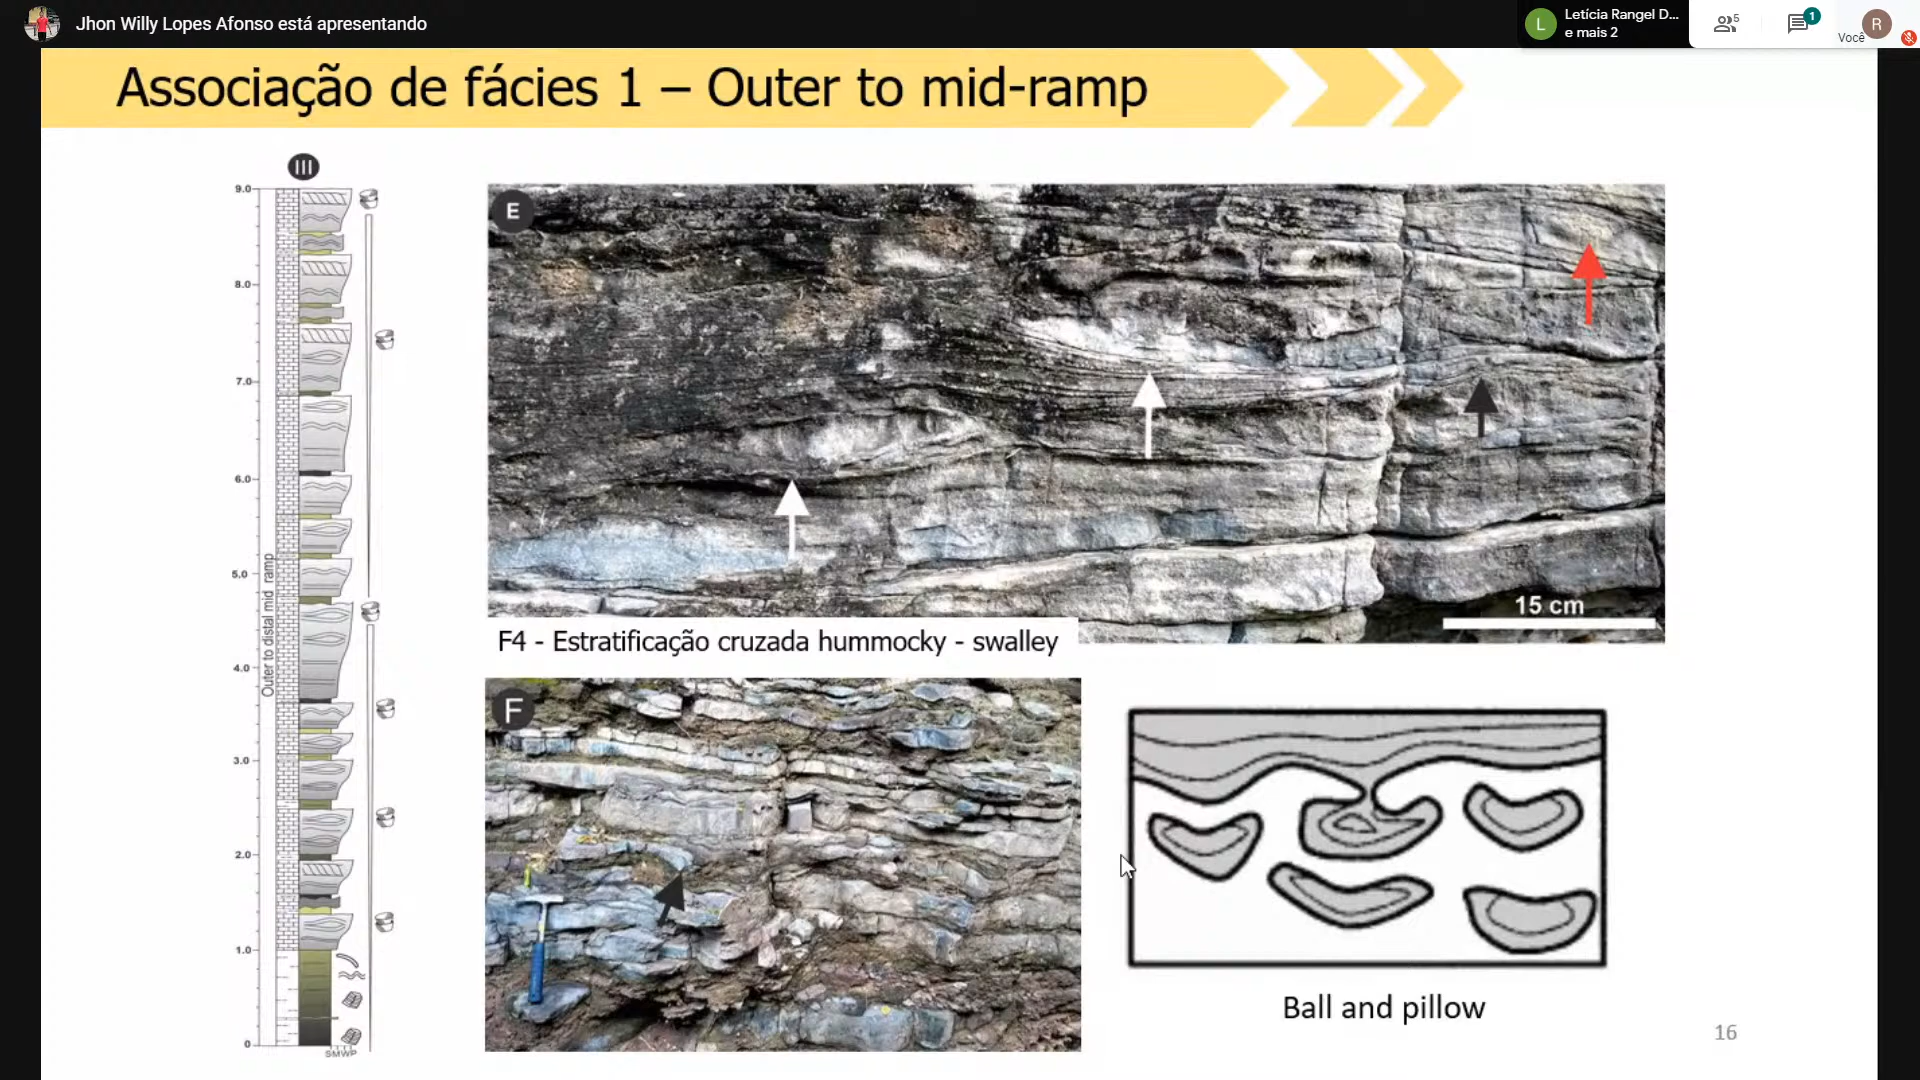 Jhon Willy Lopes Afonso está apresentando
Letícia Rangel D...
e mais 2
L
5
1
Você
R
Associação de fácies 1 – Outer to mid-ramp
III
9.0
8.0
7.0
6.0
5.0
4.0
3.0
2.0
1.0
0
Outer to distal mid ramp
SMWP
E
15 cm
F4 - Estratificação cruzada hummocky - swalley
F
Ball and pillow
16